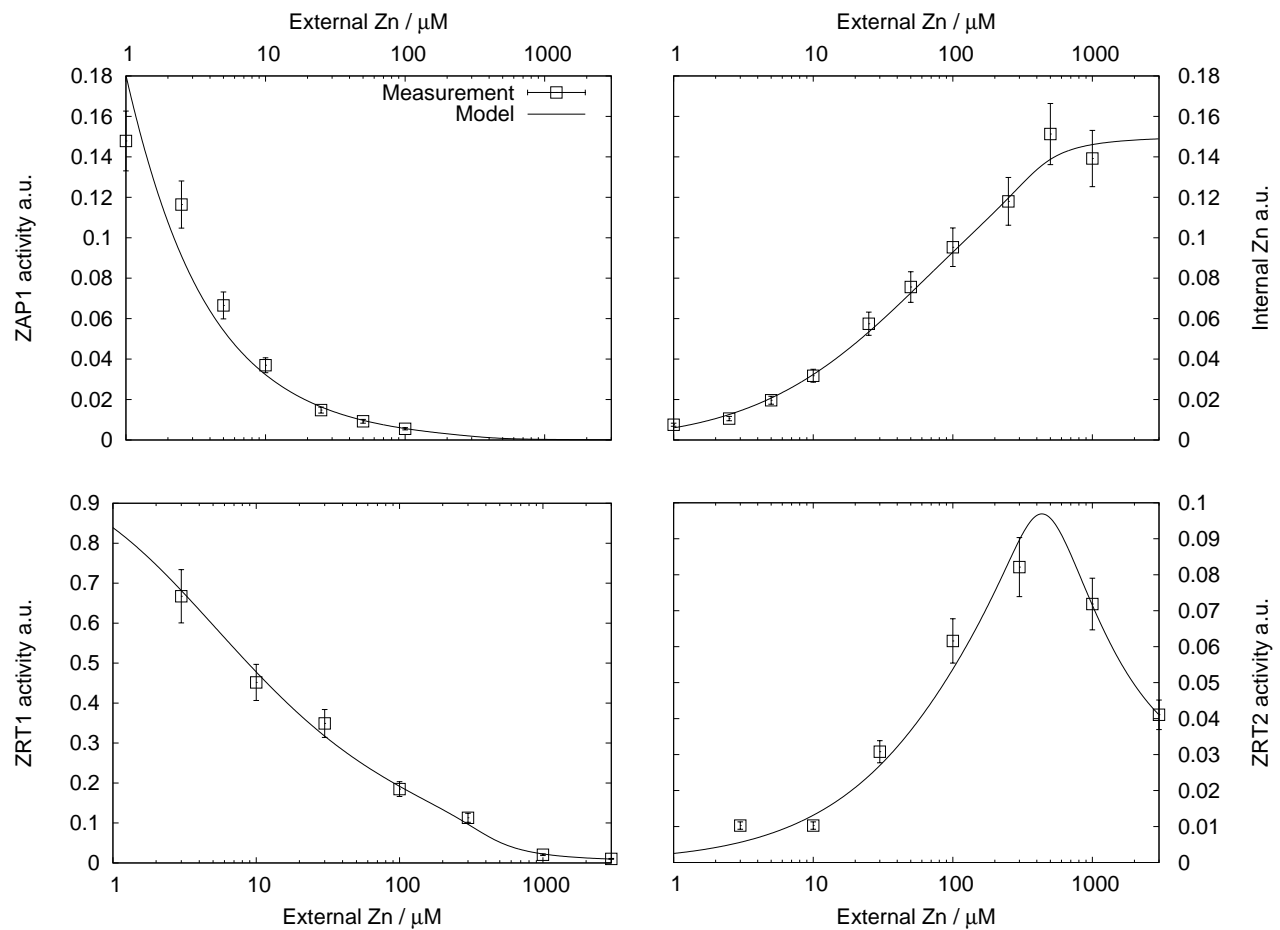 External Zn / μM
External Zn / μM
1 10 100 1000
1 10 100 1000
0.18
0.16
0.14
0.12
0.1
0.08
0.06
0.04
0.02
0
ZAP1 activity a.u.
Measurement
Model
0.18
0.16
0.14
0.12
0.1
0.08
0.06
0.04
0.02
0
Internal Zn a.u.
0.9
0.8
0.7
0.6
0.5
0.4
0.3
0.2
0.1
0
ZRT1 activity a.u.
1 10 100 1000
External Zn / μM
0.1
0.09
0.08
0.07
0.06
0.05
0.04
0.03
0.02
0.01
0
ZRT2 activity a.u.
1 10 100 1000
External Zn / μM